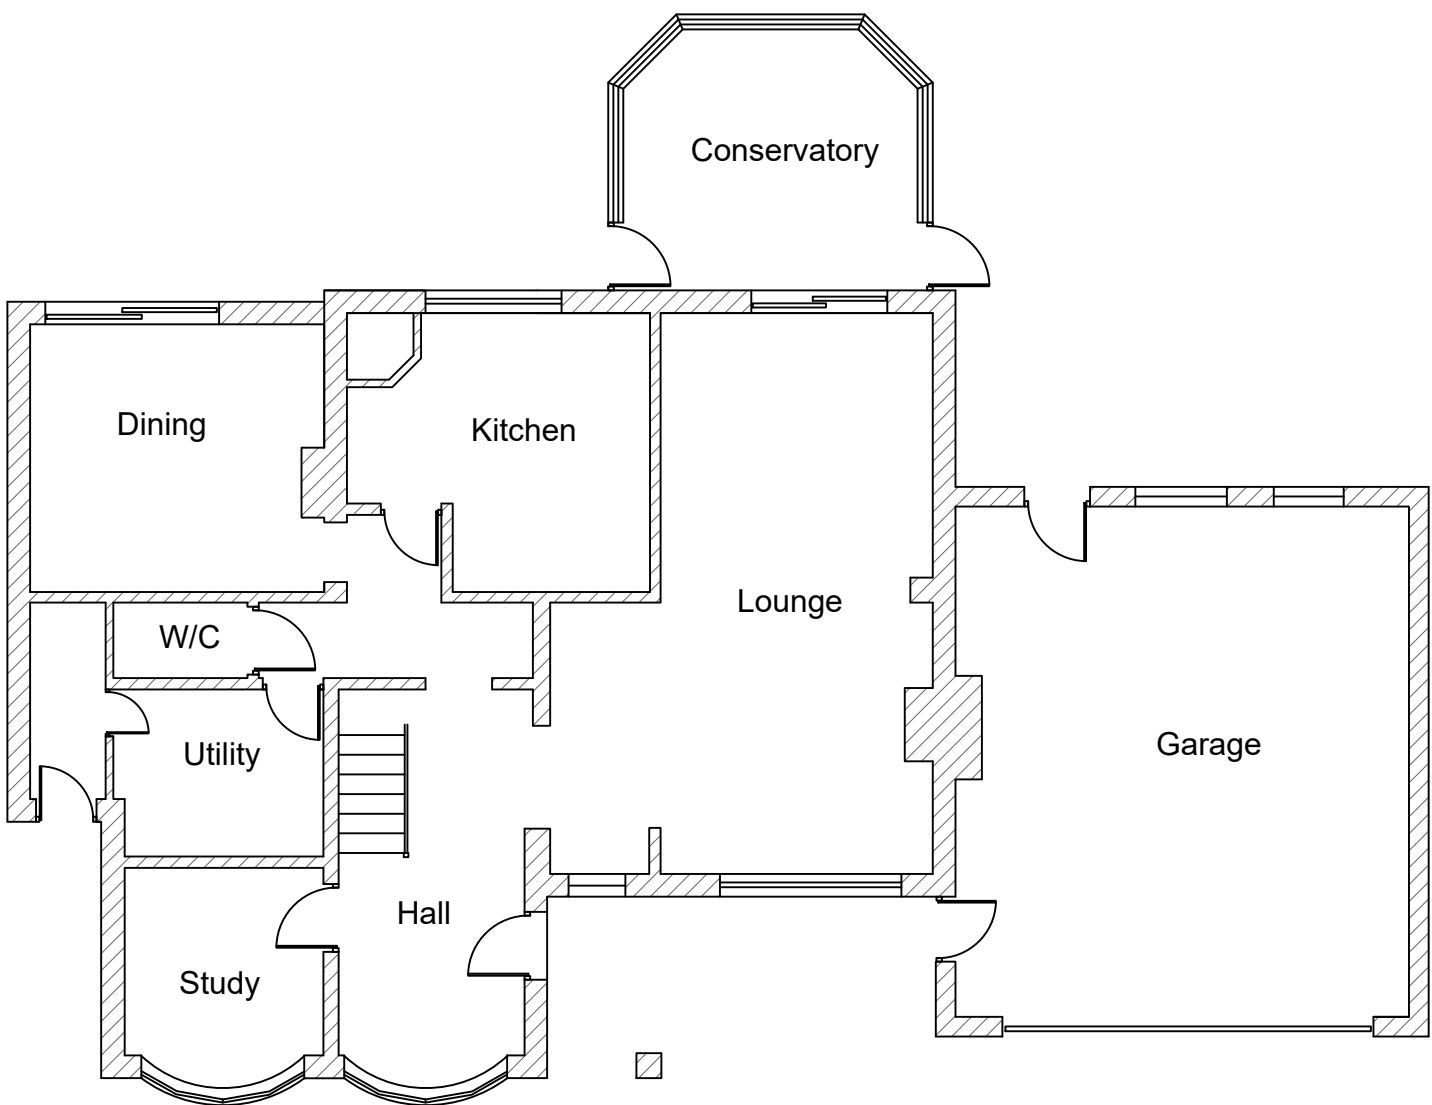 Conservatory
Dining
Kitchen
Lounge
W/C
Utility
Garage
Hall
Study